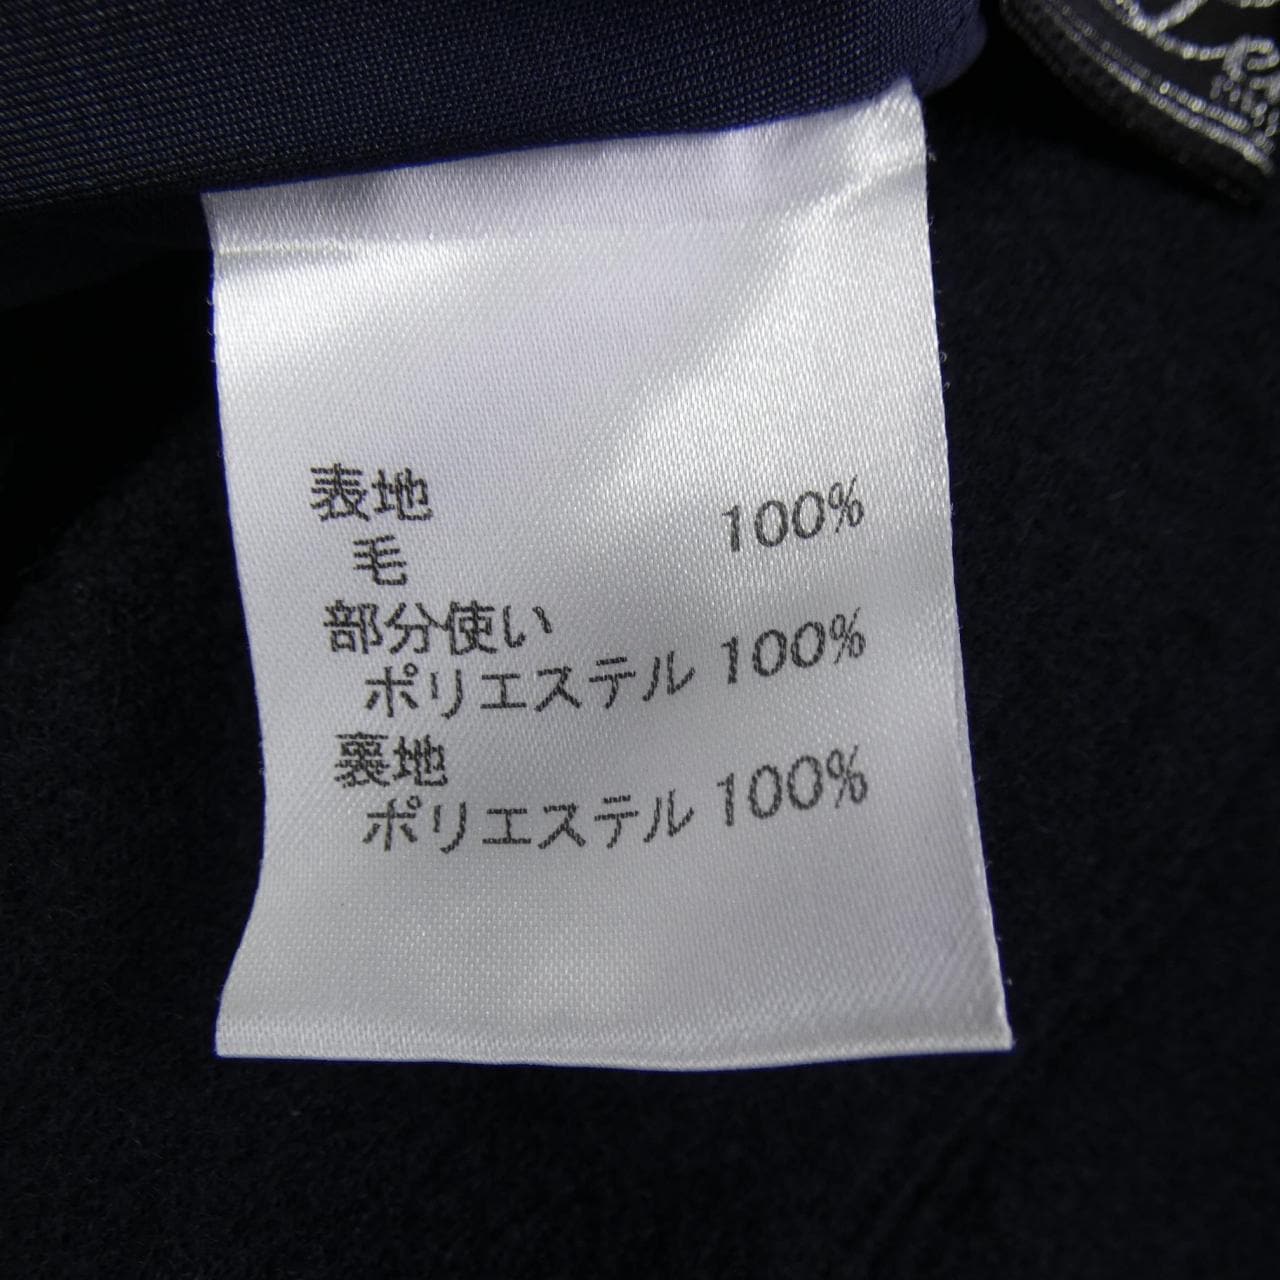 表地
毛 100%
部分使い
ポリエステル 100%
裏地
ポリエステル 100%